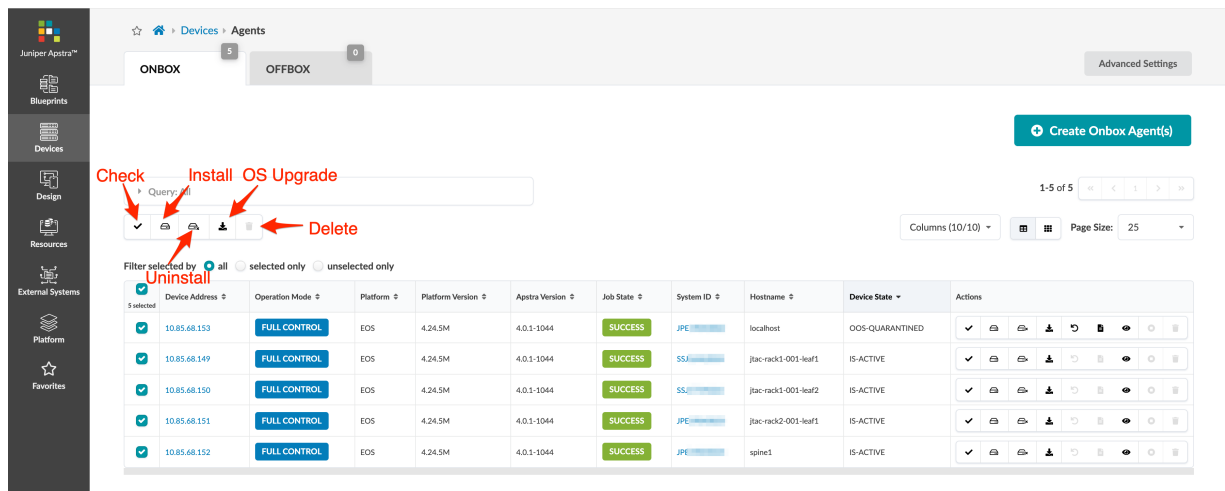 Juniper Apstra™
Blueprints
Devices
Design
Resources
External Systems
Platform
Favorites
Devices Agents
ONBOX 5 OFFBOX 0
Advanced Settings
Create Onbox Agent(s)
Check Install OS Upgrade
Query: All
1-5 of 5 « < 1 > »
Delete
Columns (10/10) Page Size: 25
Uninstall
Filter selected by all selected only unselected only
5 selected Device Address Operation Mode Platform Platform Version Apstra Version Job State System ID Hostname Device State Actions
10.85.68.153 FULL CONTROL EOS 4.24.5M 4.0.1-1044 SUCCESS JPE localhost OOS-QUARANTINED
10.85.68.149 FULL CONTROL EOS 4.24.5M 4.0.1-1044 SUCCESS SSJ jtac-rack1-001-leaf1 IS-ACTIVE
10.85.68.150 FULL CONTROL EOS 4.24.5M 4.0.1-1044 SUCCESS SSJ jtac-rack1-001-leaf2 IS-ACTIVE
10.85.68.151 FULL CONTROL EOS 4.24.5M 4.0.1-1044 SUCCESS JPE jtac-rack2-001-leaf1 IS-ACTIVE
10.85.68.152 FULL CONTROL EOS 4.24.5M 4.0.1-1044 SUCCESS JPE spine1 IS-ACTIVE